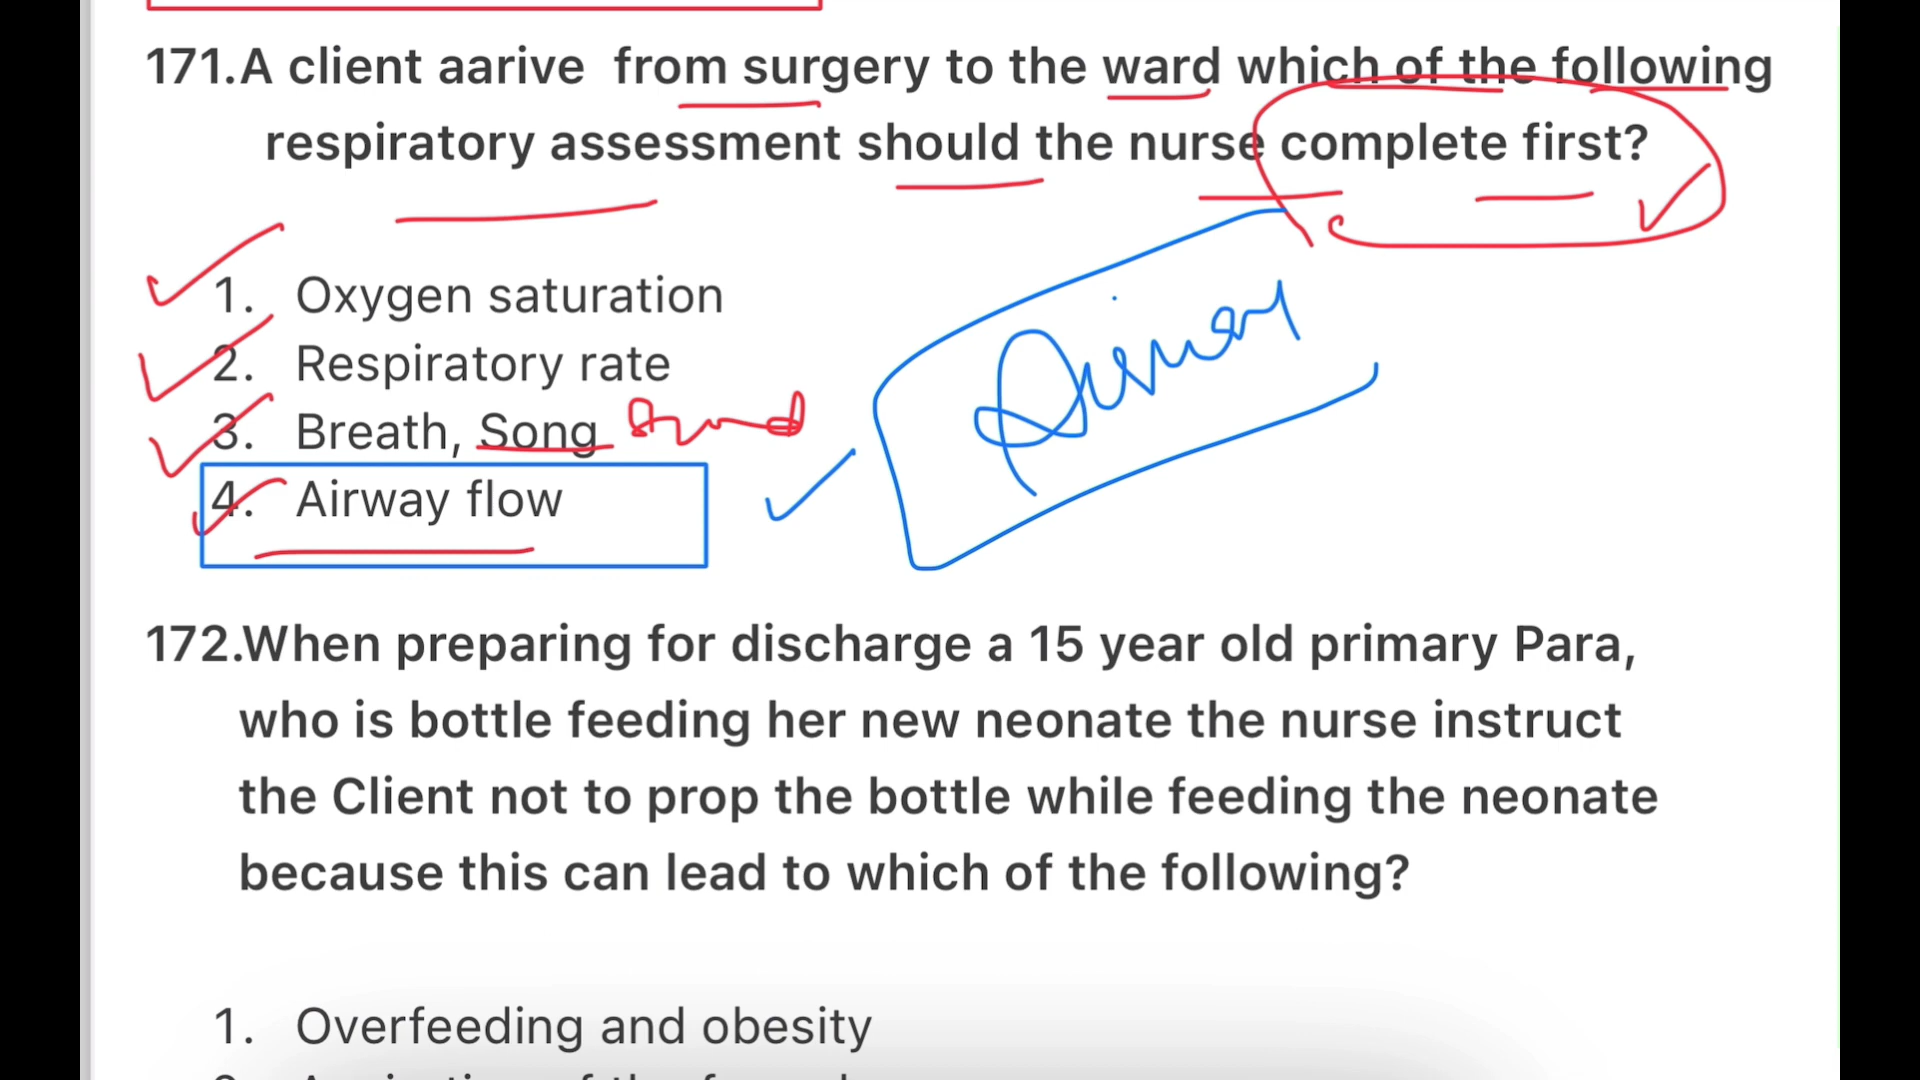 171.A client aarive from surgery to the ward which of the following
respiratory assessment should the nurse complete first?
1. Oxygen saturation
2. Respiratory rate
3. Breath, Song Sound
4. Airway flow
Airway
172.When preparing for discharge a 15 year old primary Para,
who is bottle feeding her new neonate the nurse instruct
the Client not to prop the bottle while feeding the neonate
because this can lead to which of the following?
1. Overfeeding and obesity